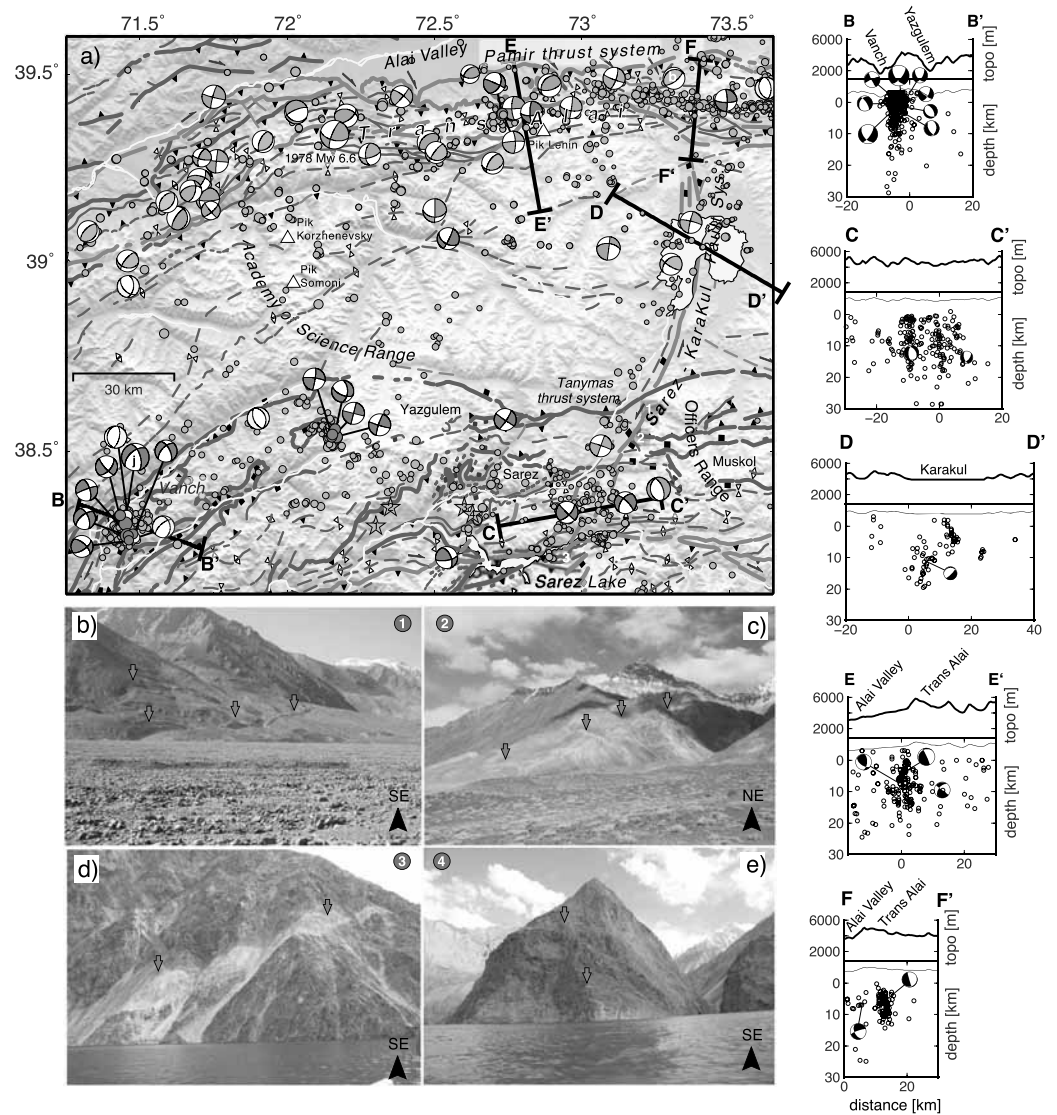 71.5 72 72.5 73 73.5
39.5°
39°
38.5°
a)
Alai Valley
Pamir thrust system
E
F
Trans Alai
1978 Mw 6.6
Pik Lenin
F'
E'
D
D'
Pik
Korzhenevsky
Pik
Somoni
Academy of Science Range
Sarez - Karakul Fault Sys.
30 km
Yazgulem
Tanymas
thrust system
Officers Range
Muskol
Vanch
Sarez
B
B'
C
C'
Sarez Lake
b)
1
SE
2
c)
NE
d)
3
SE
4
e)
SE
B B'
Vanch
Yazgulem
6000
2000
topo [m]
0
10
20
30
depth [km]
-20 0 20
C C'
6000
2000
topo [m]
0
10
20
30
depth [km]
-20 0 20
D D'
6000
Karakul
2000
topo [m]
0
10
20
30
depth [km]
-20 0 20 40
E E'
Alai Valley
Trans Alai
6000
2000
topo [m]
0
10
20
30
depth [km]
0 20
F F'
Alai Valley
Trans Alai
6000
2000
topo [m]
0
10
20
30
depth [km]
0 20
distance [km]